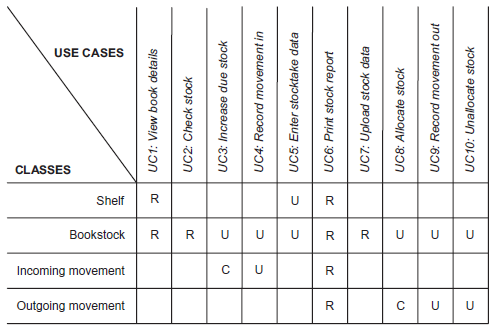 USE CASES
UC1: View book details
UC2: Check stock
UC3: Increase due stock
UC4: Record movement in
UC5: Enter stocktake data
UC6: Print stock report
UC7: Upload stock data
UC8: Allocate stock
UC9: Record movement out
UC10: Unallocate stock
CLASSES
Shelf R U R
Bookstock R R U U U R R U U U
Incoming movement C U R
Outgoing movement R C U U